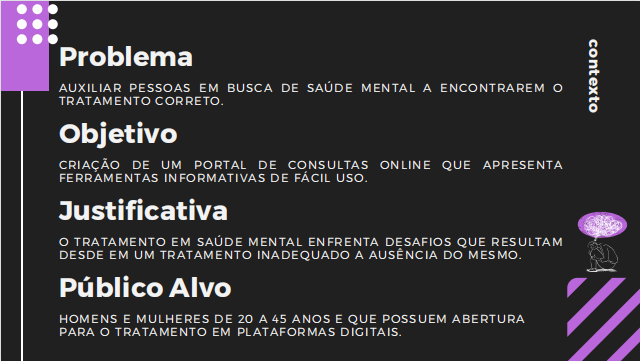 Problema
AUXILIAR PESSOAS EM BUSCA DE SAÚDE MENTAL A ENCONTRAREM O
TRATAMENTO CORRETO.
Objetivo
CRIAÇÃO DE UM PORTAL DE CONSULTAS ONLINE QUE APRESENTA
FERRAMENTAS INFORMATIVAS DE FÁCIL USO.
Justificativa
O TRATAMENTO EM SAÚDE MENTAL ENFRENTA DESAFIOS QUE RESULTAM
DESDE EM UM TRATAMENTO INADEQUADO A AUSÊNCIA DO MESMO.
Público Alvo
HOMENS E MULHERES DE 20 A 45 ANOS E QUE POSSUEM ABERTURA
PARA O TRATAMENTO EM PLATAFORMAS DIGITAIS.
contexto